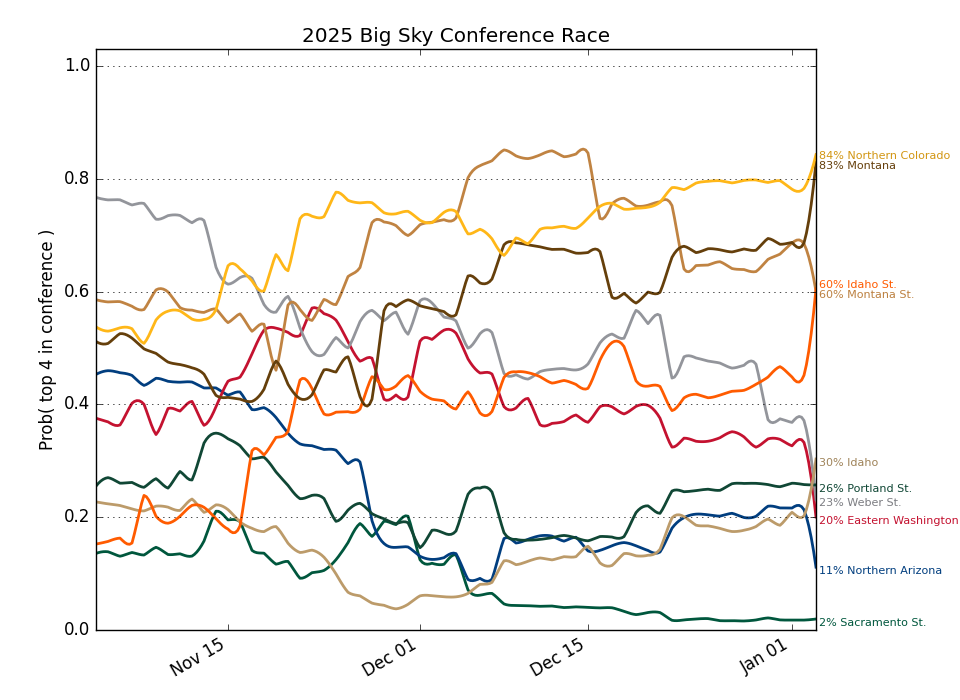 2025 Big Sky Conference Race
Prob( top 4 in conference )
1.0
0.8
0.6
0.4
0.2
0.0
Nov 15
Dec 01
Dec 15
Jan 01
84% Northern Colorado
83% Montana
60% Idaho St.
60% Montana St.
30% Idaho
26% Portland St.
23% Weber St.
20% Eastern Washington
11% Northern Arizona
2% Sacramento St.